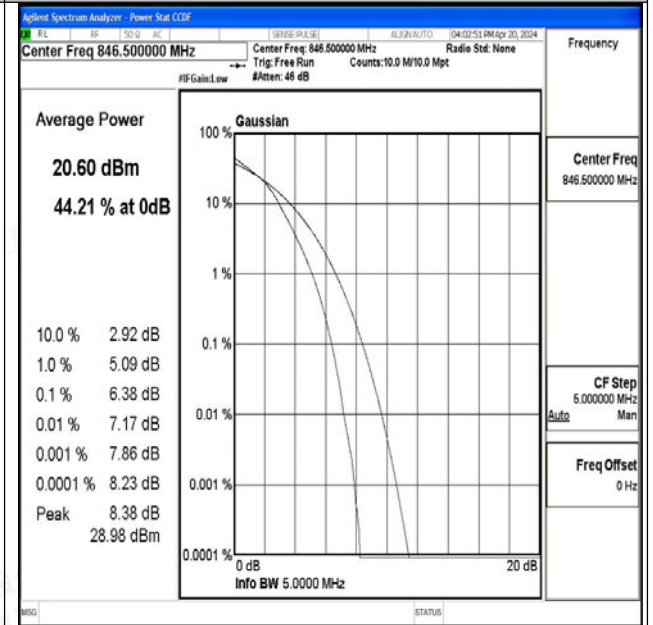 Agilent Spectrum Analyzer - Power Stat CCDF
RL RF 50 Ω AC SENSE:PULSE ALIGN AUTO 04:02:51 PM Apr 20, 2024
Center Freq 846.500000 MHz
Center Freq: 846.500000 MHz Radio Std: None
Trig: Free Run Counts:10.0 M/10.0 Mpt
#IFGain:Low #Atten: 46 dB
Frequency
Average Power
20.60 dBm
44.21 % at 0dB
10.0 % 2.92 dB
1.0 % 5.09 dB
0.1 % 6.38 dB
0.01 % 7.17 dB
0.001 % 7.86 dB
0.0001 % 8.23 dB
Peak 8.38 dB
28.98 dBm
Gaussian
100 %
10 %
1 %
0.1 %
0.01 %
0.001 %
0.0001 %
0 dB 20 dB
Info BW 5.0000 MHz
Center Freq
846.500000 MHz
CF Step
5.000000 MHz
Auto Man
Freq Offset
0 Hz
MSG STATUS